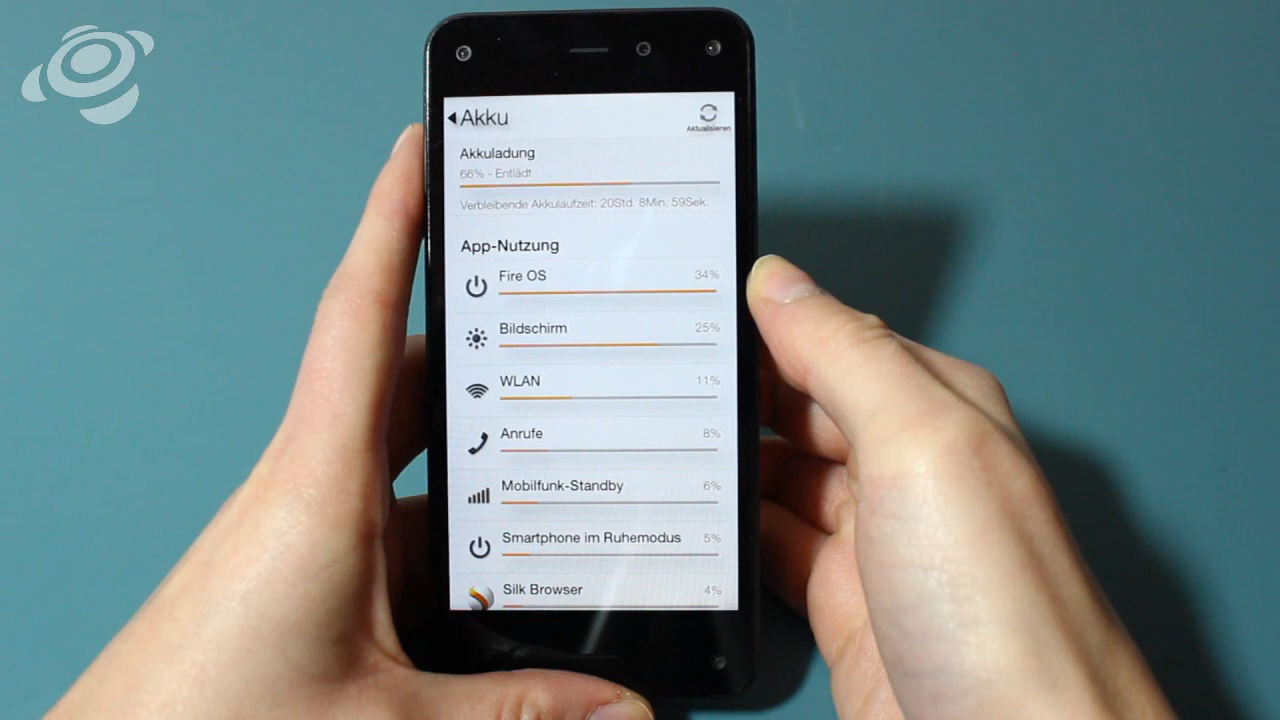 Akku
Aktualisieren
Akkuladung
66% - Entlädt
Verbleibende Akkulaufzeit: 20Std. 8Min. 59Sek.
App-Nutzung
Fire OS 34%
Bildschirm 25%
WLAN 11%
Anrufe 8%
Mobilfunk-Standby 6%
Smartphone im Ruhemodus 5%
Silk Browser 4%